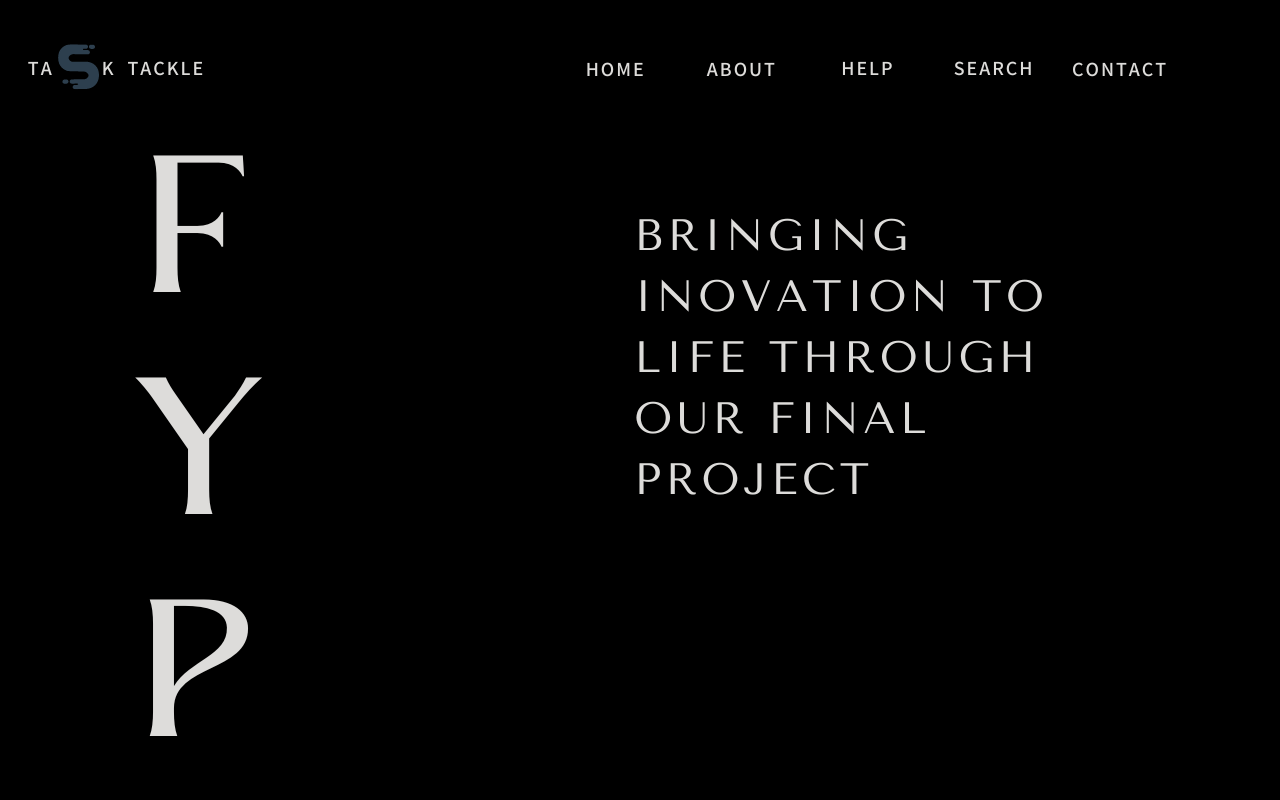 TASK TACKLE
HOME ABOUT HELP SEARCH CONTACT
F
Y
P
BRINGING
INOVATION TO
LIFE THROUGH
OUR FINAL
PROJECT